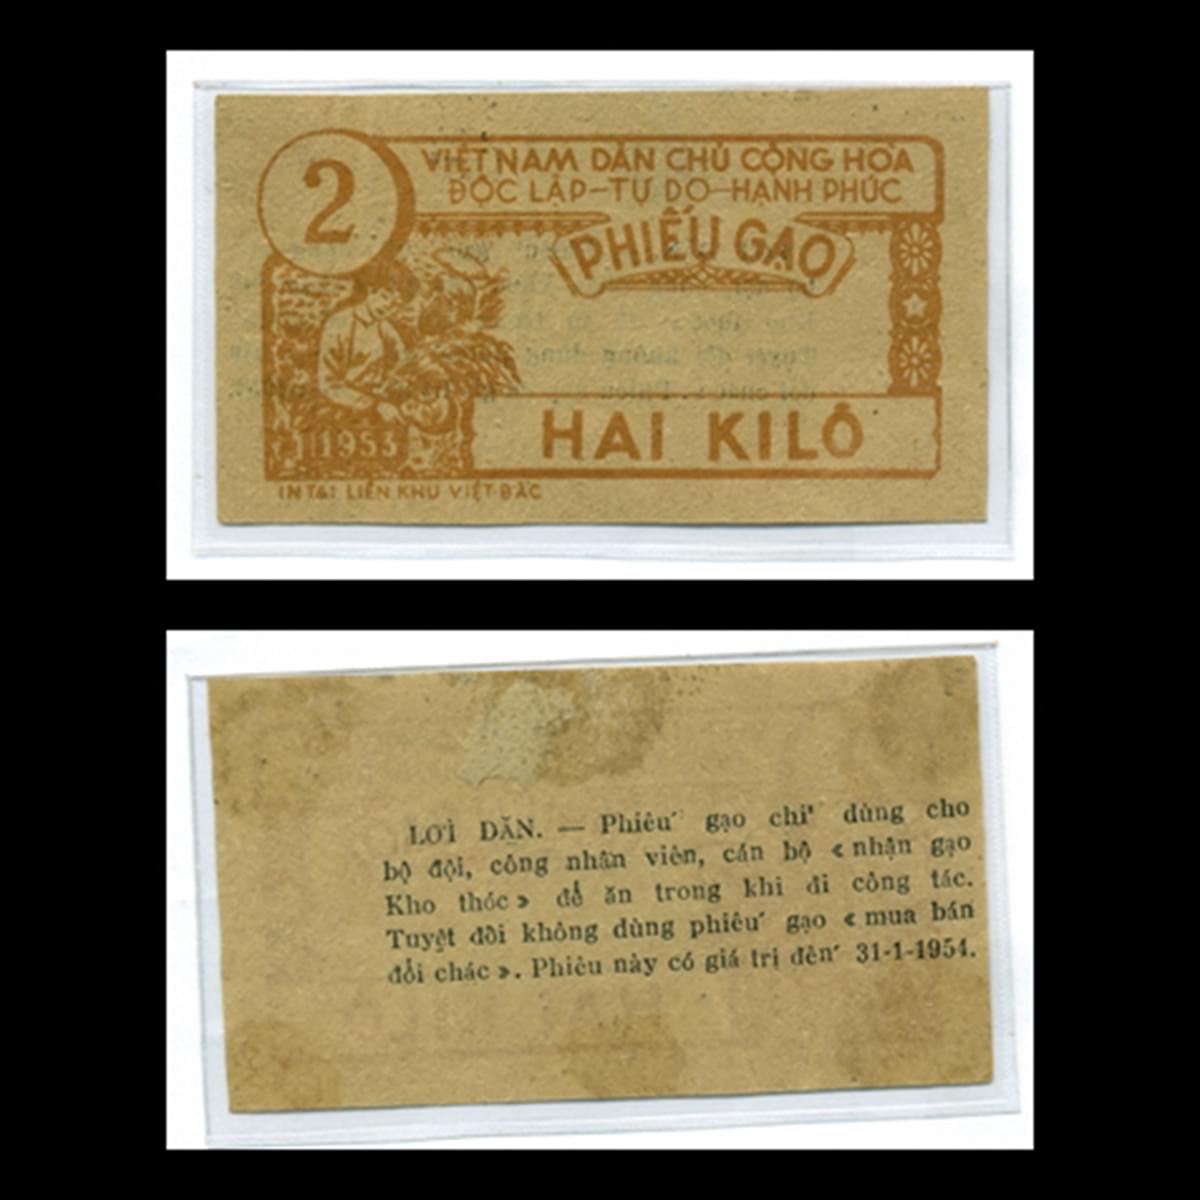 2
VIỆT NAM DÂN CHỦ CỘNG HÒA
ĐỘC LẬP-TỰ DO-HẠNH PHÚC
PHIẾU GẠO
HAI KILÔ
1953
IN TẠI LIÊN KHU VIỆT-BẮC
LỜI DẶN. — Phiếu gạo chỉ dùng cho
bộ đội, công nhân viên, cán bộ « nhận gạo
Kho thóc » để ăn trong khi đi công tác.
Tuyệt đối không dùng phiếu gạo « mua bán
đổi chác ». Phiếu này có giá trị đến 31-1-1954.